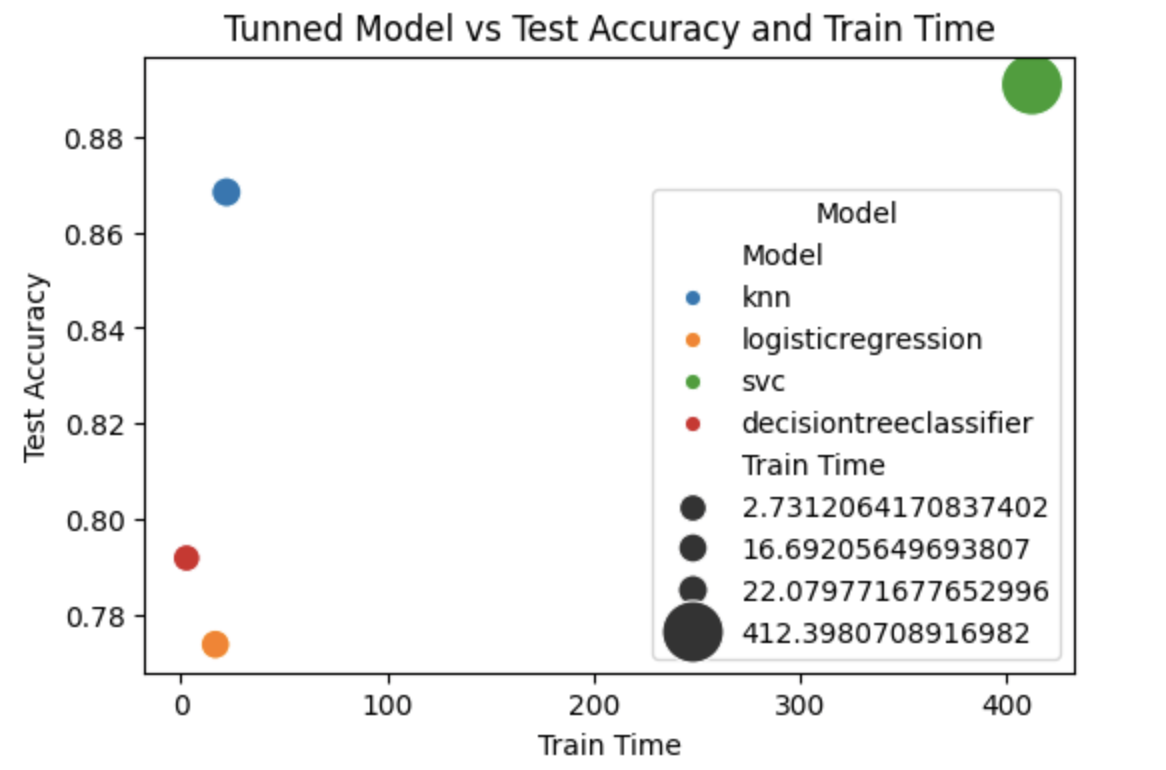 Tunned Model vs Test Accuracy and Train Time
Test Accuracy
0.88
0.86
0.84
0.82
0.80
0.78
Model
Model
knn
logisticregression
svc
decisiontreeclassifier
Train Time
2.7312064170837402
16.69205649693807
22.079771677652996
412.3980708916982
0
100
200
300
400
Train Time